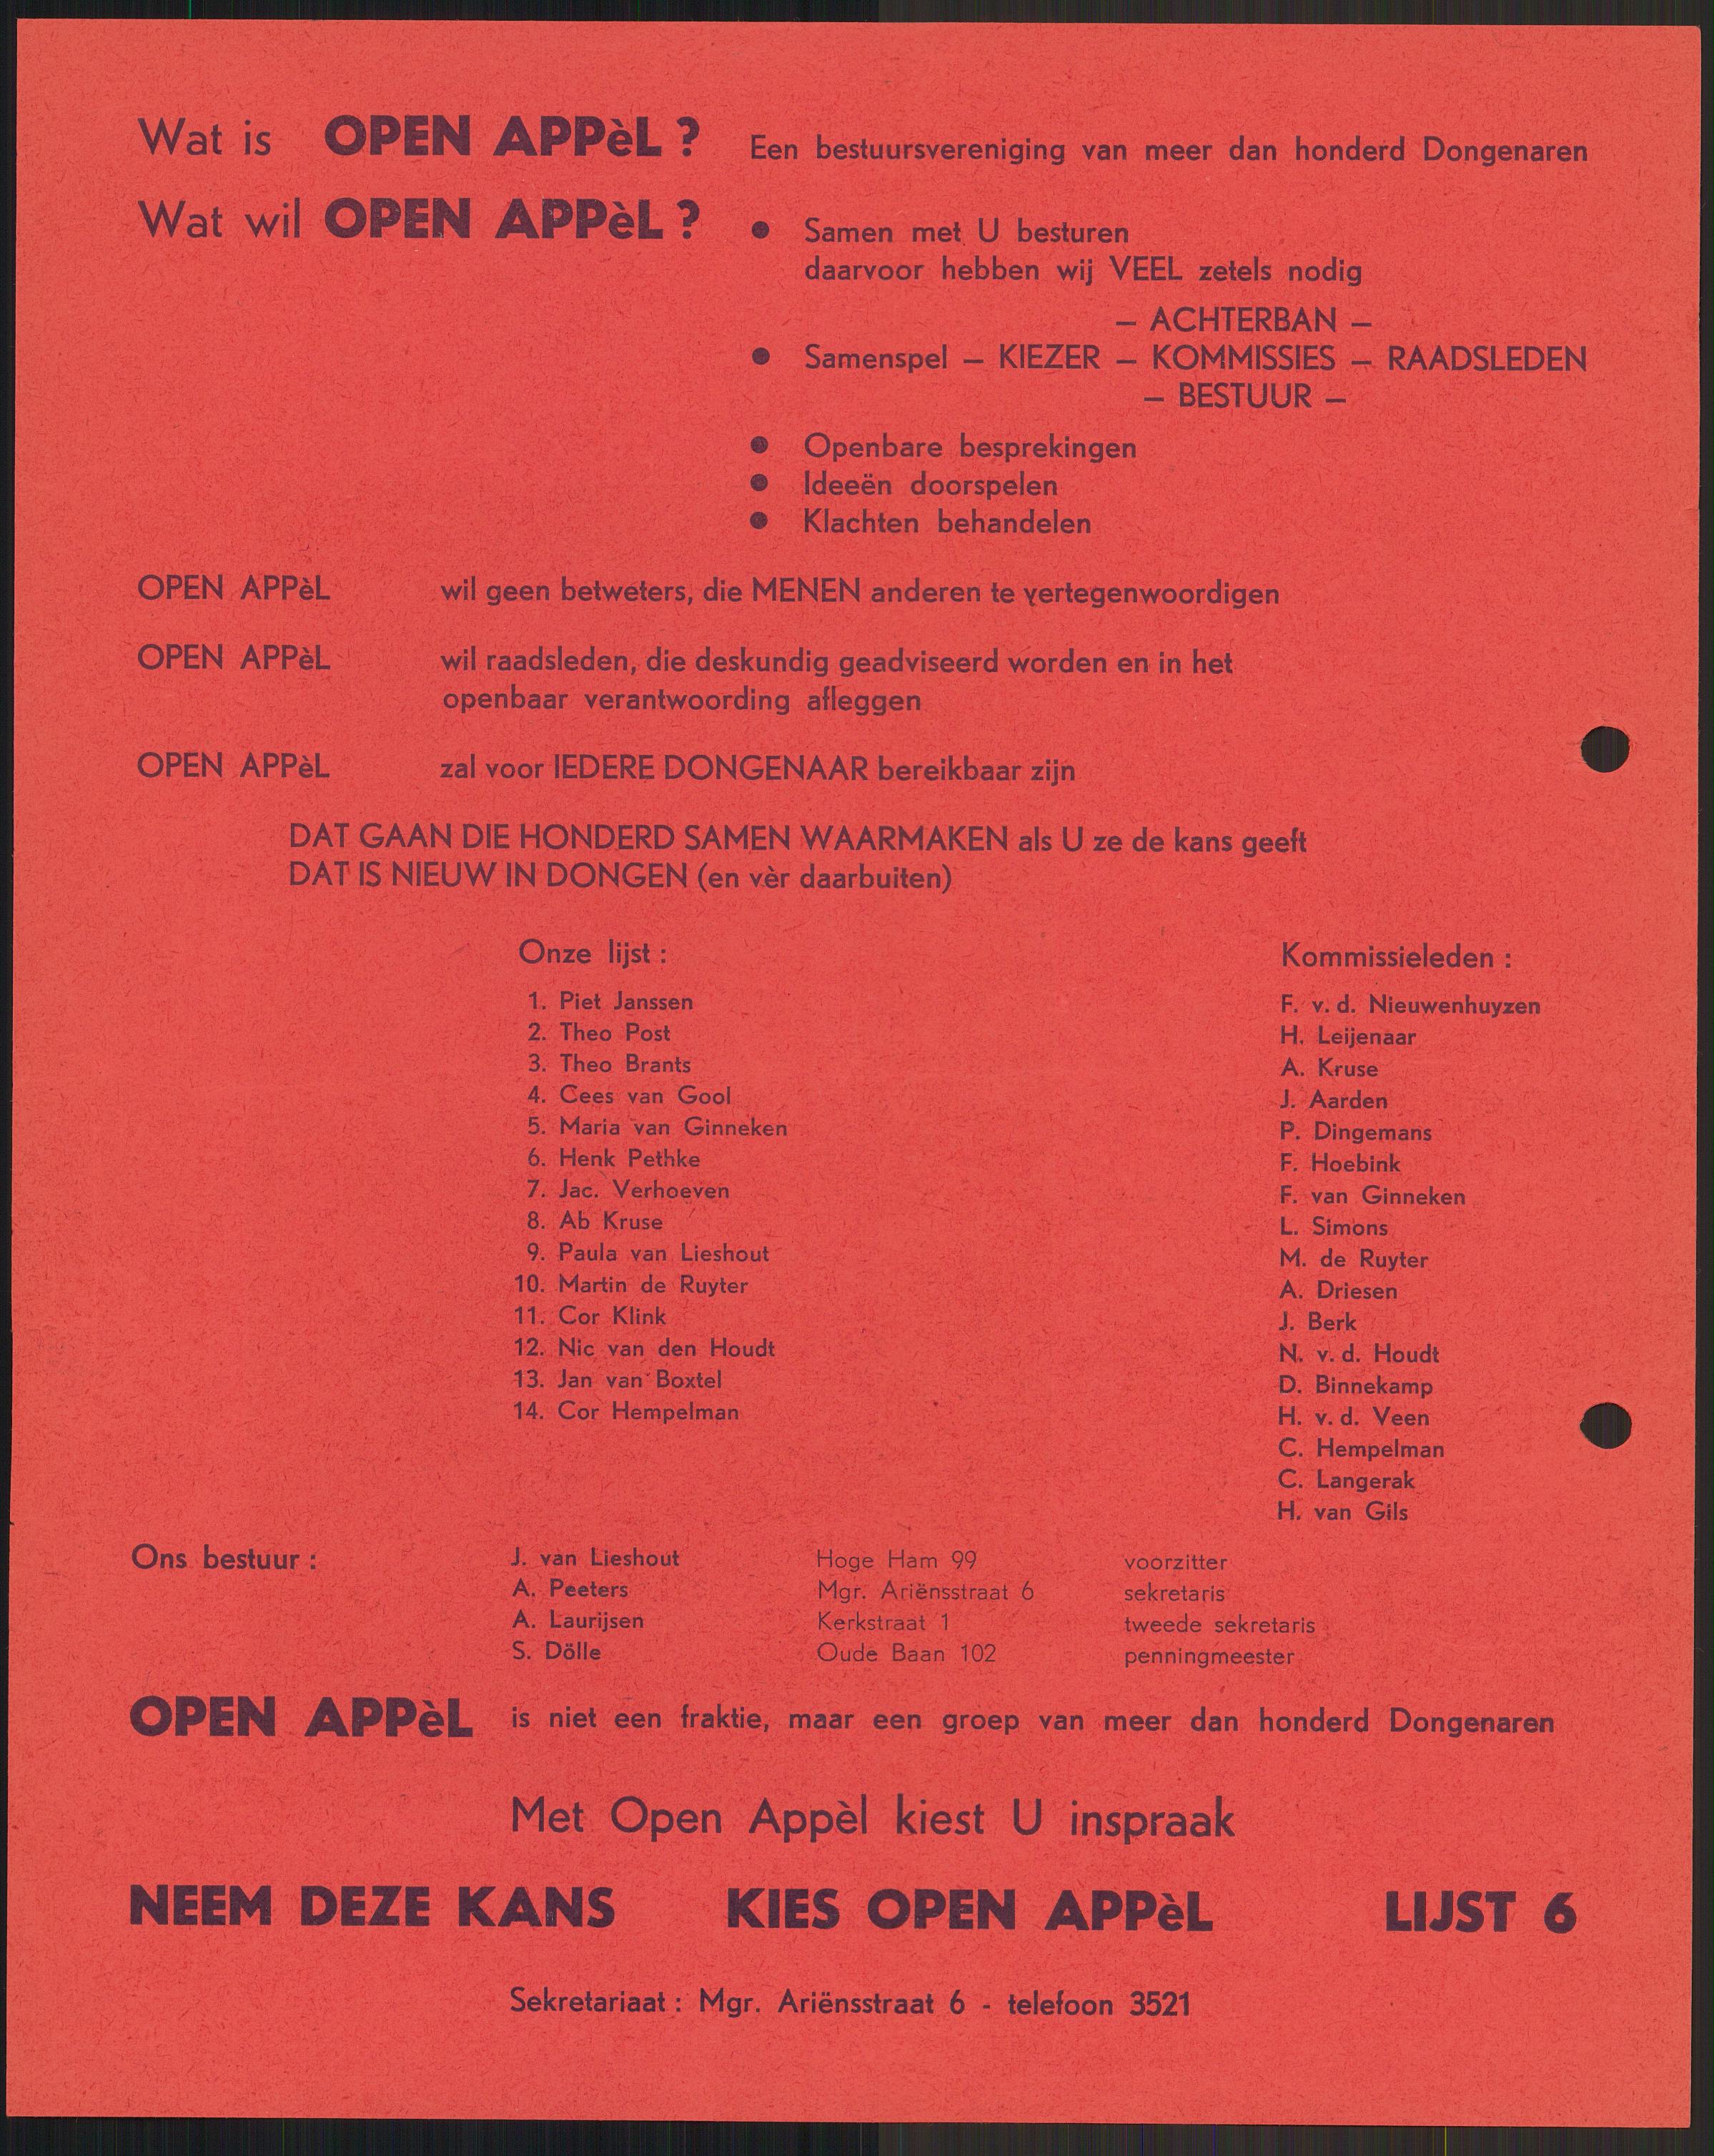 Wat is OPEN APPèL ? Een bestuursvereniging van meer dan honderd Dongenaren
Wat wil OPEN APPèL ?
● Samen met U besturen
daarvoor hebben wij VEEL zetels nodig
– ACHTERBAN –
● Samenspel – KIEZER – KOMMISSIES – RAADSLEDEN
– BESTUUR –
● Openbare besprekingen
● Ideeën doorspelen
● Klachten behandelen
OPEN APPèL wil geen betweters, die MENEN anderen te vertegenwoordigen
OPEN APPèL wil raadsleden, die deskundig geadviseerd worden en in het
openbaar verantwoording afleggen
OPEN APPèL zal voor IEDERE DONGENAAR bereikbaar zijn
DAT GAAN DIE HONDERD SAMEN WAARMAKEN als U ze de kans geeft
DAT IS NIEUW IN DONGEN (en vèr daarbuiten)
Onze lijst :
1. Piet Janssen
2. Theo Post
3. Theo Brants
4. Cees van Gool
5. Maria van Ginneken
6. Henk Pethke
7. Jac. Verhoeven
8. Ab Kruse
9. Paula van Lieshout
10. Martin de Ruyter
11. Cor Klink
12. Nic van den Houdt
13. Jan van Boxtel
14. Cor Hempelman
Kommissieleden :
F. v.d. Nieuwenhuyzen
H. Leijenaar
A. Kruse
J. Aarden
P. Dingemans
F. Hoebink
F. van Ginneken
L. Simons
M. de Ruyter
A. Driesen
J. Berk
N. v.d. Houdt
D. Binnekamp
H. v.d. Veen
C. Hempelman
C. Langerak
H. van Gils
Ons bestuur :
J. van Lieshout Hoge Ham 99 voorzitter
A. Peeters Mgr. Ariënsstraat 6 sekretaris
A. Laurijsen Kerkstraat 1 tweede sekretaris
S. Dölle Oude Baan 102 penningmeester
OPEN APPèL is niet een fraktie, maar een groep van meer dan honderd Dongenaren
Met Open Appèl kiest U inspraak
NEEM DEZE KANS KIES OPEN APPèL LIJST 6
Sekretariaat : Mgr. Ariënsstraat 6 - telefoon 3521